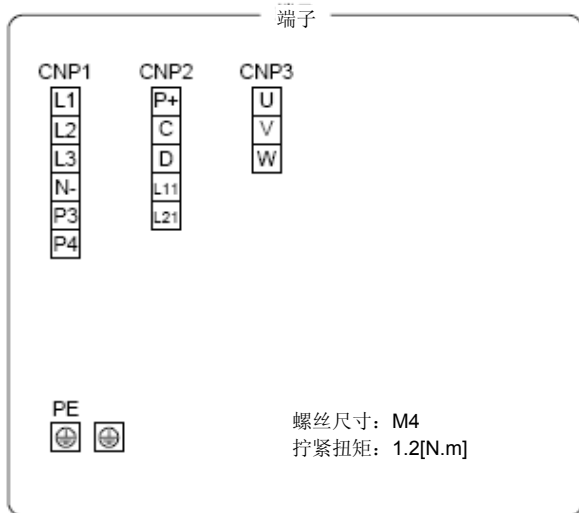 端子
CNP1 CNP2 CNP3
L1 P+ U
L2 C V
L3 D W
N- L11
P3 L21
P4
PE
螺丝尺寸：M4
拧紧扭矩：1.2[N.m]